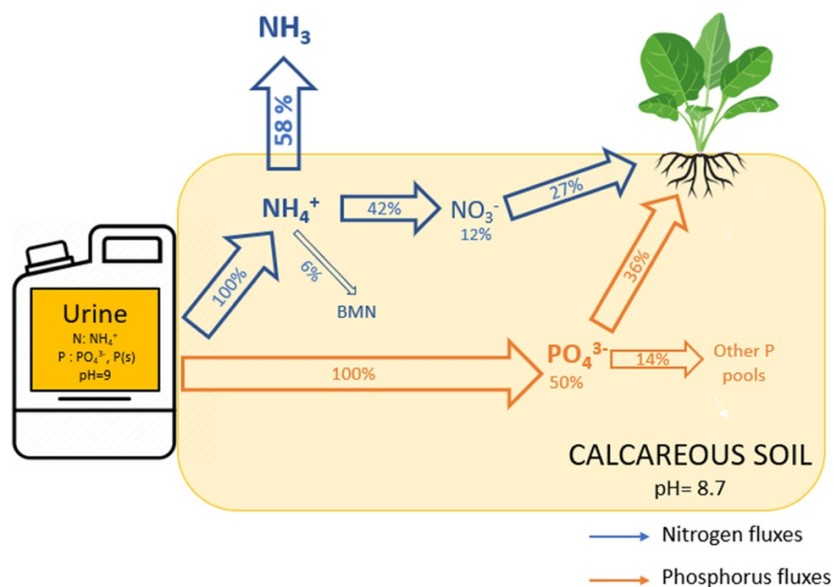 NH₃
58 %
NH₄⁺
42%
NO₃⁻
12%
27%
100%
6%
BMN
36%
Urine
N: NH₄⁺
P : PO₄³⁻, P(s)
pH=9
100%
PO₄³⁻
50%
14%
Other P
pools
CALCAREOUS SOIL
pH= 8.7
Nitrogen fluxes
Phosphorus fluxes